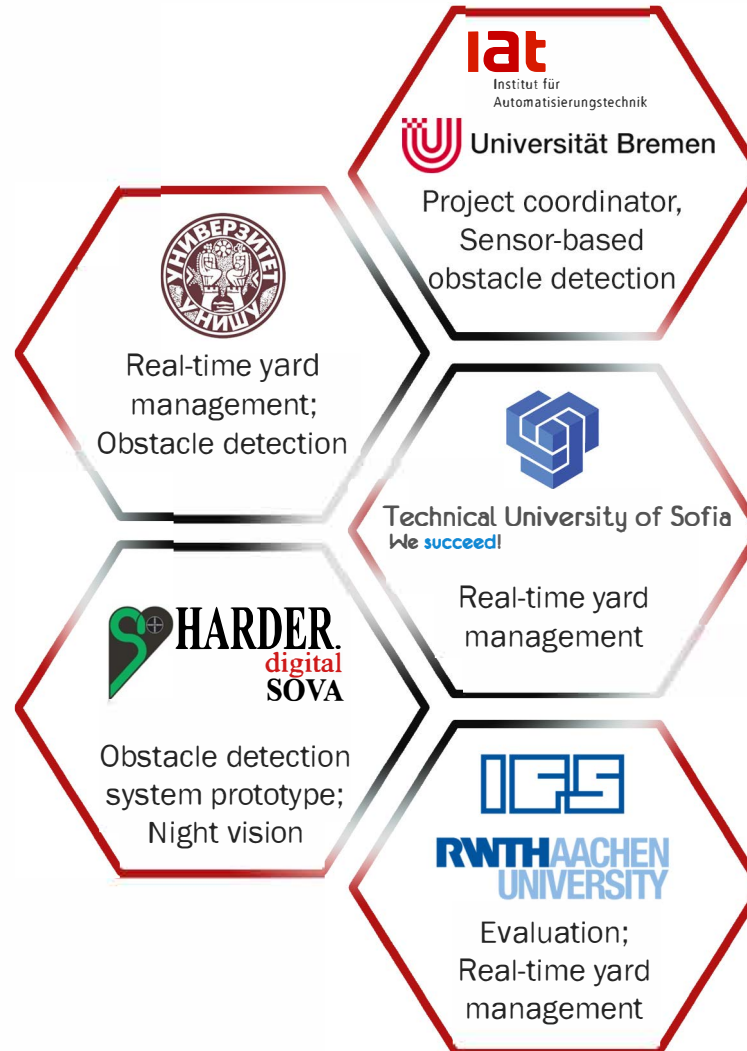 Iat
Institut für
Automatisierungstechnik
Universität Bremen
Project coordinator,
Sensor-based
obstacle detection
УНИВЕРЗИТЕТ
У НИШУ
Real-time yard
management;
Obstacle detection
Technical University of Sofia
We succeed!
Real-time yard
management
HARDER.
digital
SOVA
Obstacle detection
system prototype;
Night vision
IFS
RWTHAACHEN
UNIVERSITY
Evaluation;
Real-time yard
management